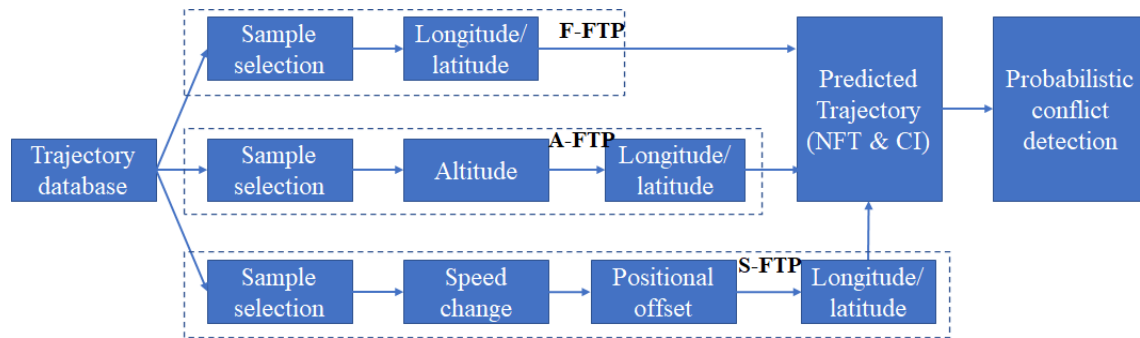 Sample
selection
Longitude/
latitude
F-FTP
Predicted
Trajectory
(NFT & CI)
Probabilistic
conflict
detection
Trajectory
database
Sample
selection
Altitude
A-FTP
Longitude/
latitude
Sample
selection
Speed
change
Positional
offset
S-FTP
Longitude/
latitude